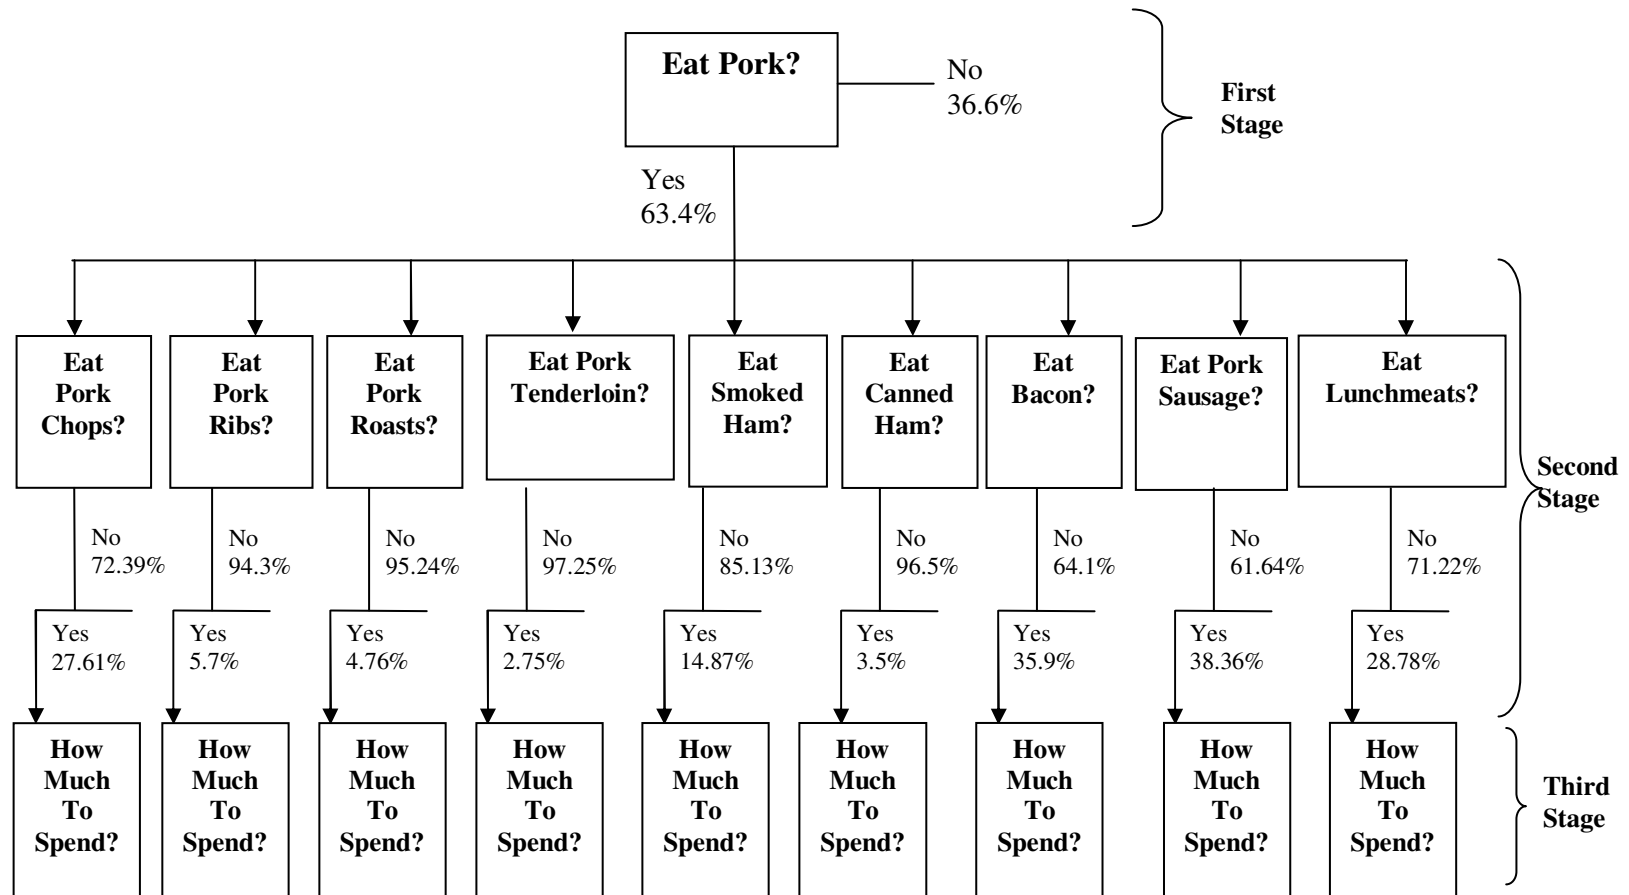 Eat Pork?
No
36.6%
First
Stage
Yes
63.4%
Eat
Pork
Chops?
Eat
Pork
Ribs?
Eat
Pork
Roasts?
Eat Pork
Tenderloin?
Eat
Smoked
Ham?
Eat
Canned
Ham?
Eat
Bacon?
Eat Pork
Sausage?
Eat
Lunchmeats?
Second
Stage
No
72.39%
No
94.3%
No
95.24%
No
97.25%
No
85.13%
No
96.5%
No
64.1%
No
61.64%
No
71.22%
Yes
27.61%
Yes
5.7%
Yes
4.76%
Yes
2.75%
Yes
14.87%
Yes
3.5%
Yes
35.9%
Yes
38.36%
Yes
28.78%
How
Much
To
Spend?
How
Much
To
Spend?
How
Much
To
Spend?
How
Much
To
Spend?
How
Much
To
Spend?
How
Much
To
Spend?
How
Much
To
Spend?
How
Much
To
Spend?
How
Much
To
Spend?
Third
Stage